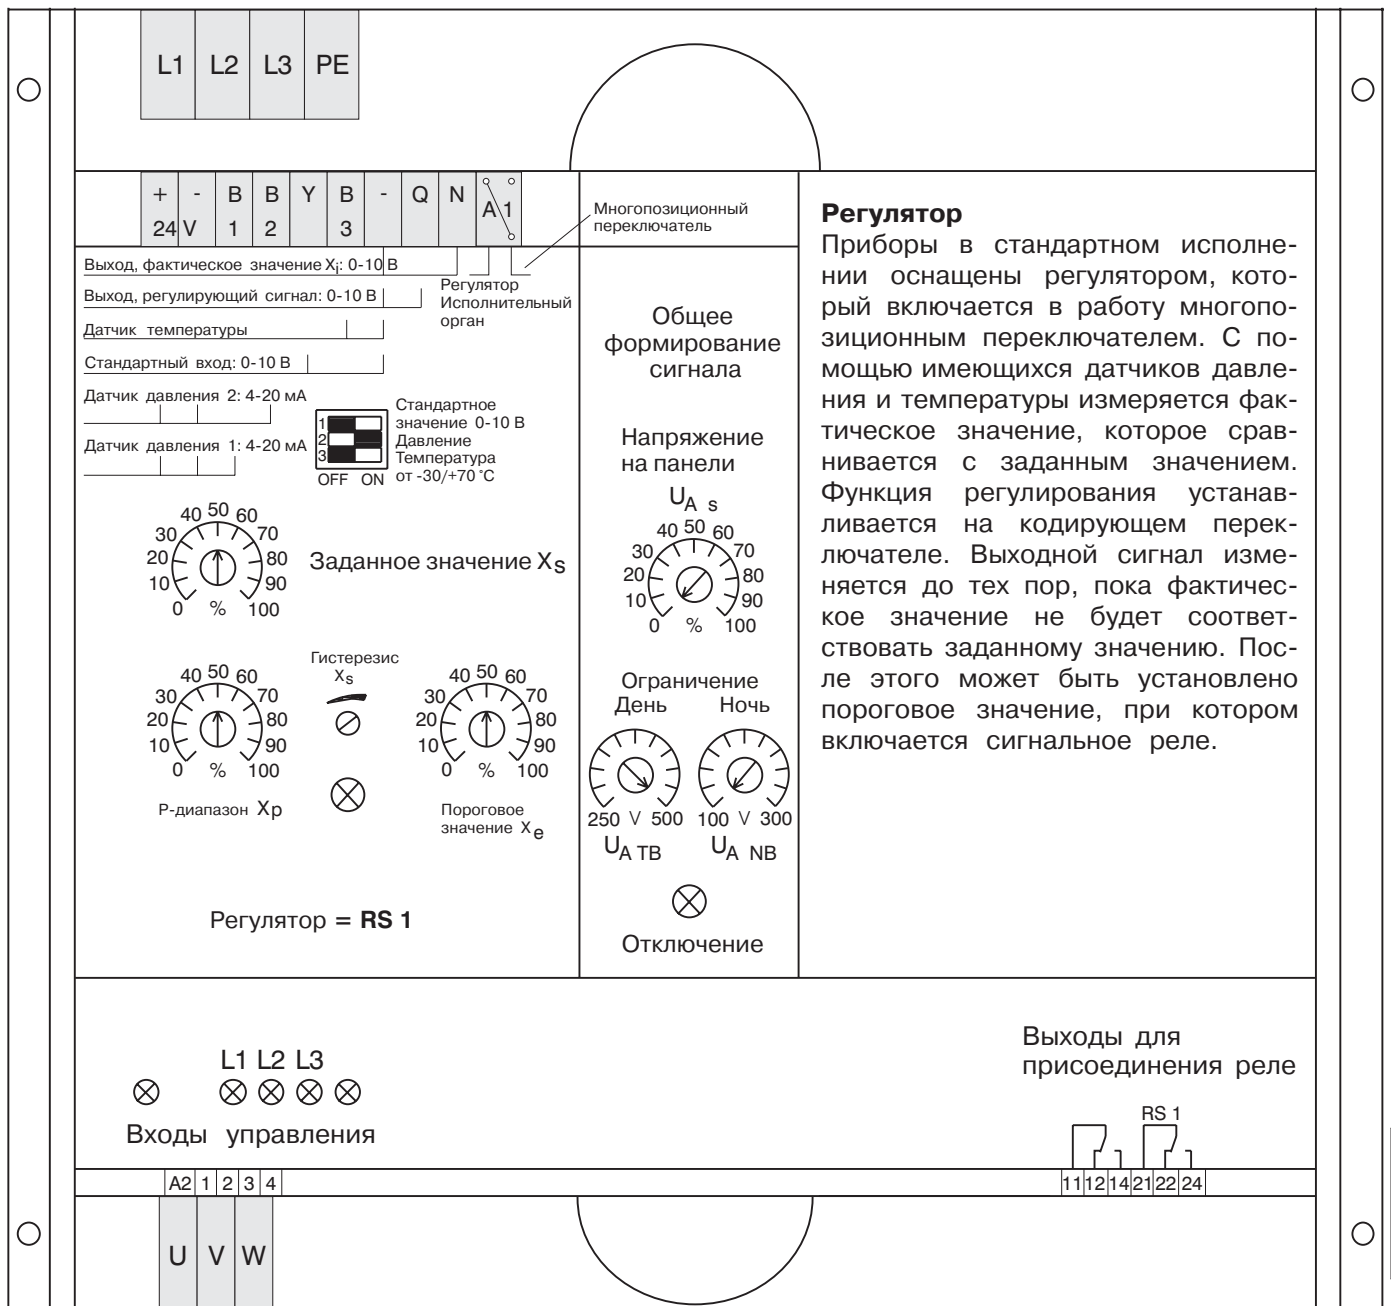 L1 L2 L3 PE
+ - B B Y B - Q N A 1
24 V 1 2 3
Многопозиционный
переключатель
Выход, фактическое значение Xi: 0-10 В
Регулятор
Исполнительный
орган
Выход, регулирующий сигнал: 0-10 В
Датчик температуры
Стандартный вход: 0-10 В
Датчик давления 2: 4-20 мА
Датчик давления 1: 4-20 мА
1
2
3
OFF ON
Стандартное
значение 0-10 В
Давление
Температура
от -30/+70 °С
0 10 20 30 40 50 60 70 80 90 100
%
Заданное значение Xs
0 10 20 30 40 50 60 70 80 90 100
%
Р-диапазон Xp
Гистерезис
Xs
0 10 20 30 40 50 60 70 80 90 100
%
Пороговое
значение Xe
Регулятор = RS 1
Общее
формирование
сигнала
Напряжение
на панели
UA s
0 10 20 30 40 50 60 70 80 90 100
%
Ограничение
День Ночь
250 V 500 100 V 300
UA TB UA NB
Отключение
Регулятор
Приборы в стандартном исполне-
нии оснащены регулятором, кото-
рый включается в работу многопо-
зиционным переключателем. С по-
мощью имеющихся датчиков давле-
ния и температуры измеряется фак-
тическое значение, которое срав-
нивается с заданным значением.
Функция регулирования устанав-
ливается на кодирующем перек-
лючателе. Выходной сигнал изме-
няется до тех пор, пока фактичес-
кое значение не будет соответ-
ствовать заданному значению. Пос-
ле этого может быть установлено
пороговое значение, при котором
включается сигнальное реле.
L1 L2 L3
Входы управления
A2 1 2 3 4
U V W
Выходы для
присоединения реле
RS 1
11 12 14 21 22 24